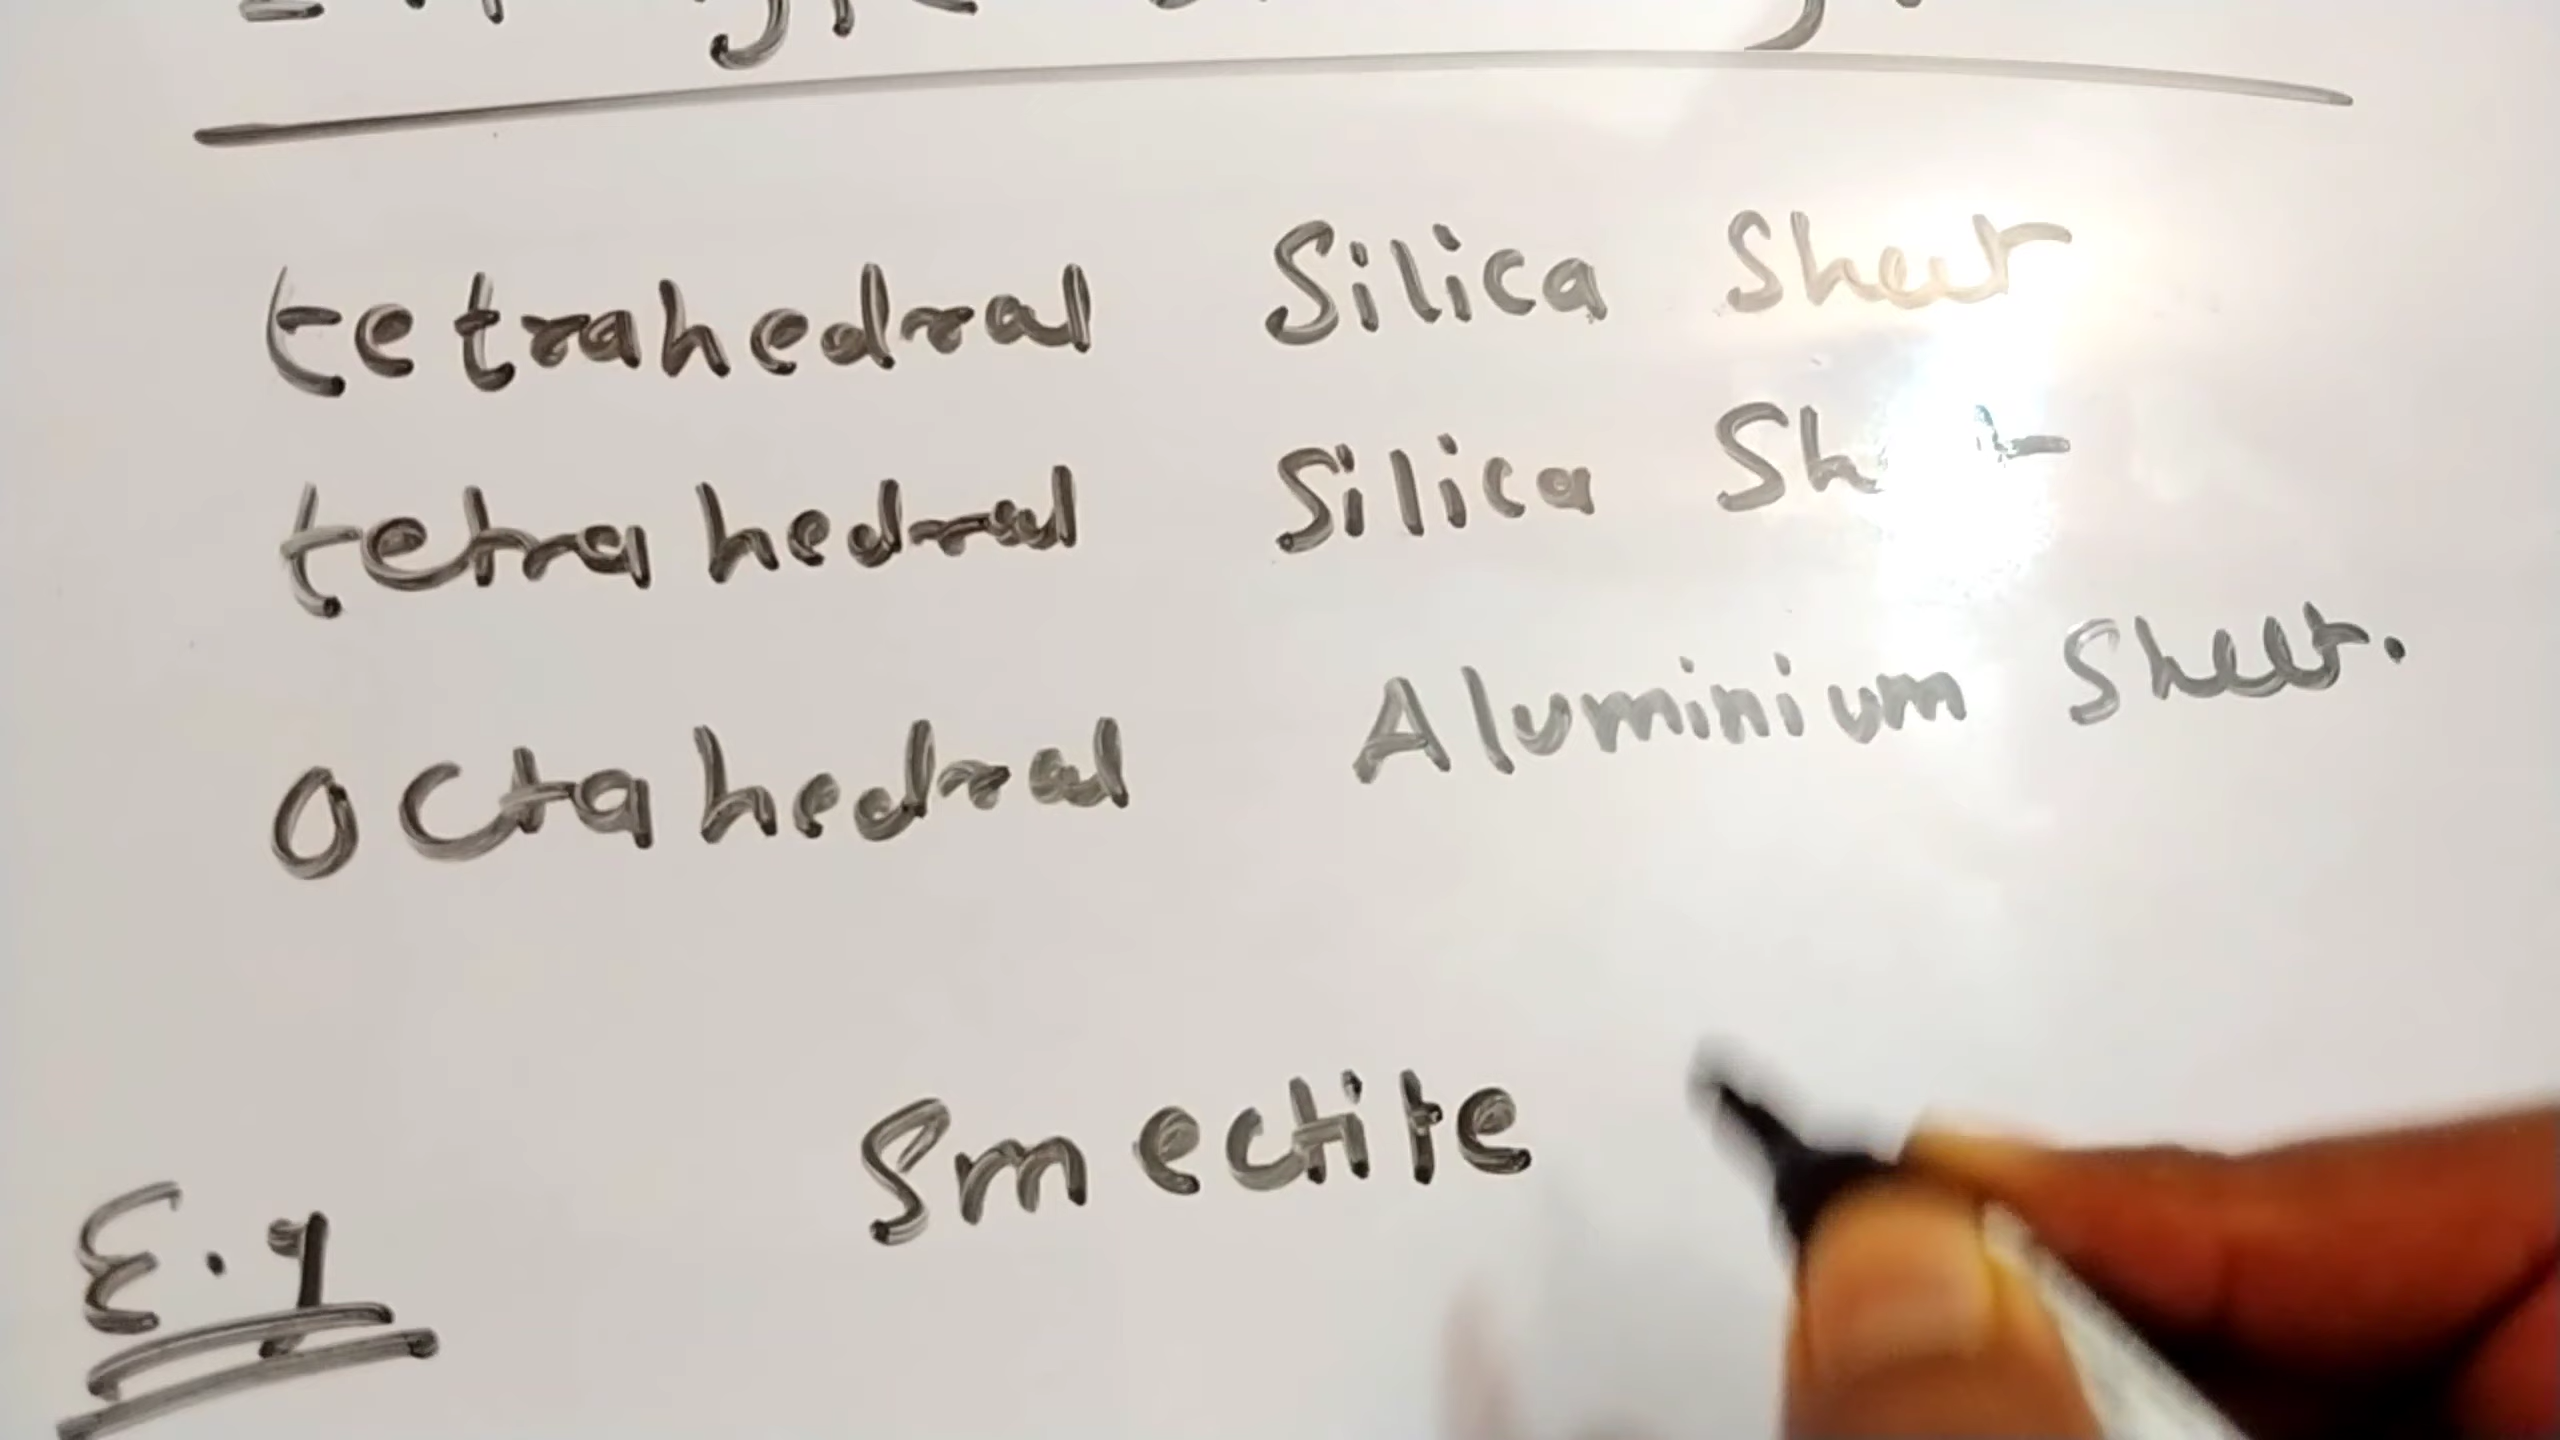 tetrahedral Silica Sheet
tetrahedral Silica
Octahedral Aluminium Sheet.
E.g Smectite